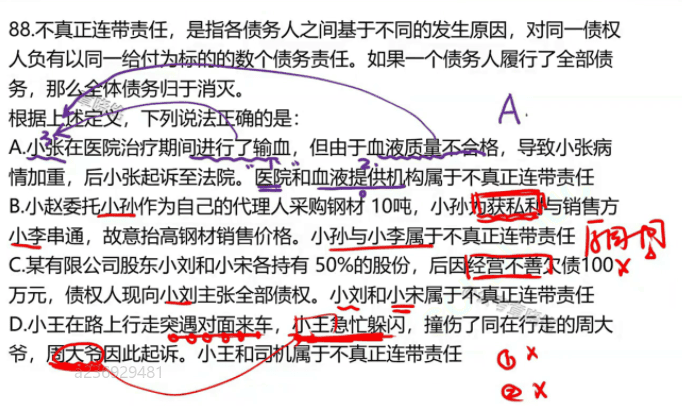 88.不真正连带责任，是指各债务人之间基于不同的发生原因，对同一债权
人负有以同一给付为标的的数个债务责任。如果一个债务人履行了全部债
务，那么全体债务归于消灭。
根据上述定义，下列说法正确的是：
A.
A.小张在医院治疗期间进行了输血，但由于血液质量不合格，导致小张病
情加重，后小张起诉至法院。医院和血液提供机构属于不真正连带责任
B.小赵委托小孙作为自己的代理人采购钢材 10吨，小孙为获私利与销售方
小李串通，故意抬高钢材销售价格。小孙与小李属于不真正连带责任
C.某有限公司股东小刘和小宋各持有 50%的股份，后因经营不善欠债100
万元，债权人现向小刘主张全部债权。小刘和小宋属于不真正连带责任
D.小王在路上行走突遇对面来车，小王急忙躲闪，撞伤了同在行走的周大
爷，周大爷因此起诉。小王和司机属于不真正连带责任
① ×
② ×
a236929481